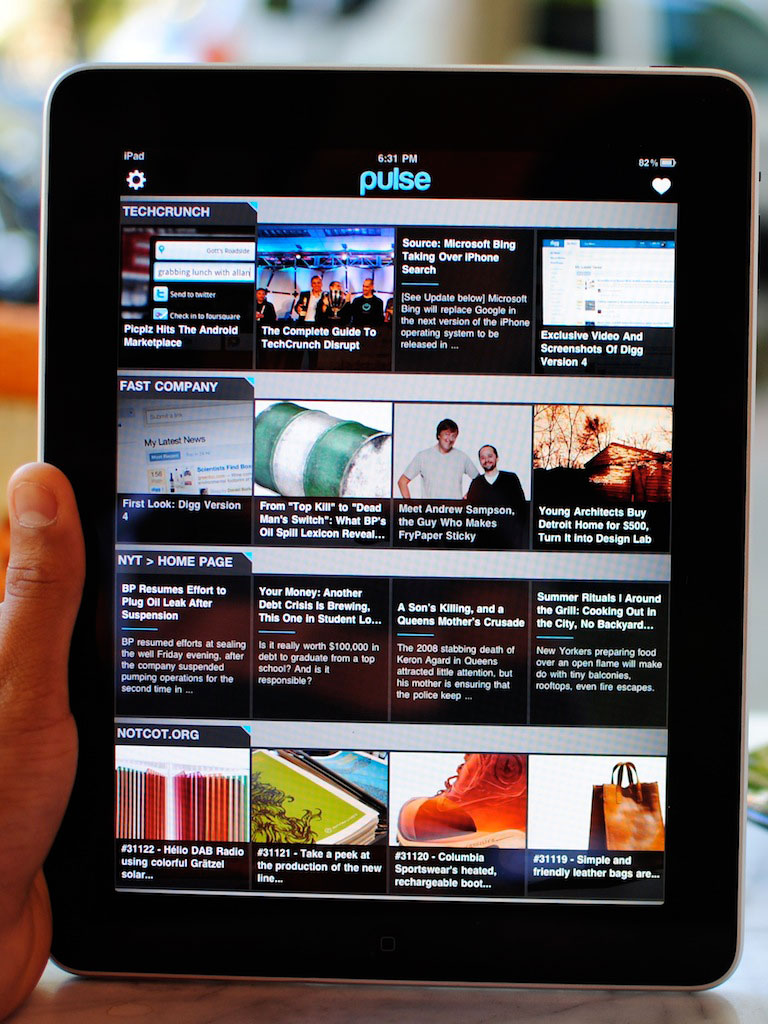 iPad
6:31 PM
82%
pulse
TECHCRUNCH
Gott's Roadside
grabbing lunch with allan
Send to twitter
Check in to foursquare
Picplz Hits The Android
Marketplace
The Complete Guide To
TechCrunch Disrupt
Source: Microsoft Bing
Taking Over iPhone
Search
[See Update below] Microsoft
Bing will replace Google in
the next version of the iPhone
operating system to be
released in ...
Exclusive Video And
Screenshots Of Digg
Version 4
FAST COMPANY
Submit a link
My Latest News
Most Recent
156
Scientists Find Bo
First Look: Digg Version
4
From "Top Kill" to "Dead
Man's Switch": What BP's
Oil Spill Lexicon Reveal...
Meet Andrew Sampson,
the Guy Who Makes
FryPaper Sticky
Young Architects Buy
Detroit Home for $500,
Turn It Into Design Lab
NYT > HOME PAGE
BP Resumes Effort to
Plug Oil Leak After
Suspension
BP resumed efforts at sealing
the well Friday evening, after
the company suspended
pumping operations for the
second time in ...
Your Money: Another
Debt Crisis Is Brewing,
This One in Student Lo...
Is it really worth $100,000 in
debt to graduate from a top
school? And is it
responsible?
A Son's Killing, and a
Queens Mother's Crusade
The 2008 stabbing death of
Keron Agard in Queens
attracted little attention, but
his mother is ensuring that
the police keep ...
Summer Rituals | Around
the Grill: Cooking Out in
the City, No Backyard...
New Yorkers preparing food
over an open flame will make
do with tiny balconies,
rooftops, even fire escapes.
NOTCOT.ORG
#31122 - Hélio DAB Radio
using colorful Grätzel
solar...
#31121 - Take a peek at
the production of the new
line...
#31120 - Columbia
Sportswear's heated,
rechargeable boot...
#31119 - Simple and
friendly leather bags are...